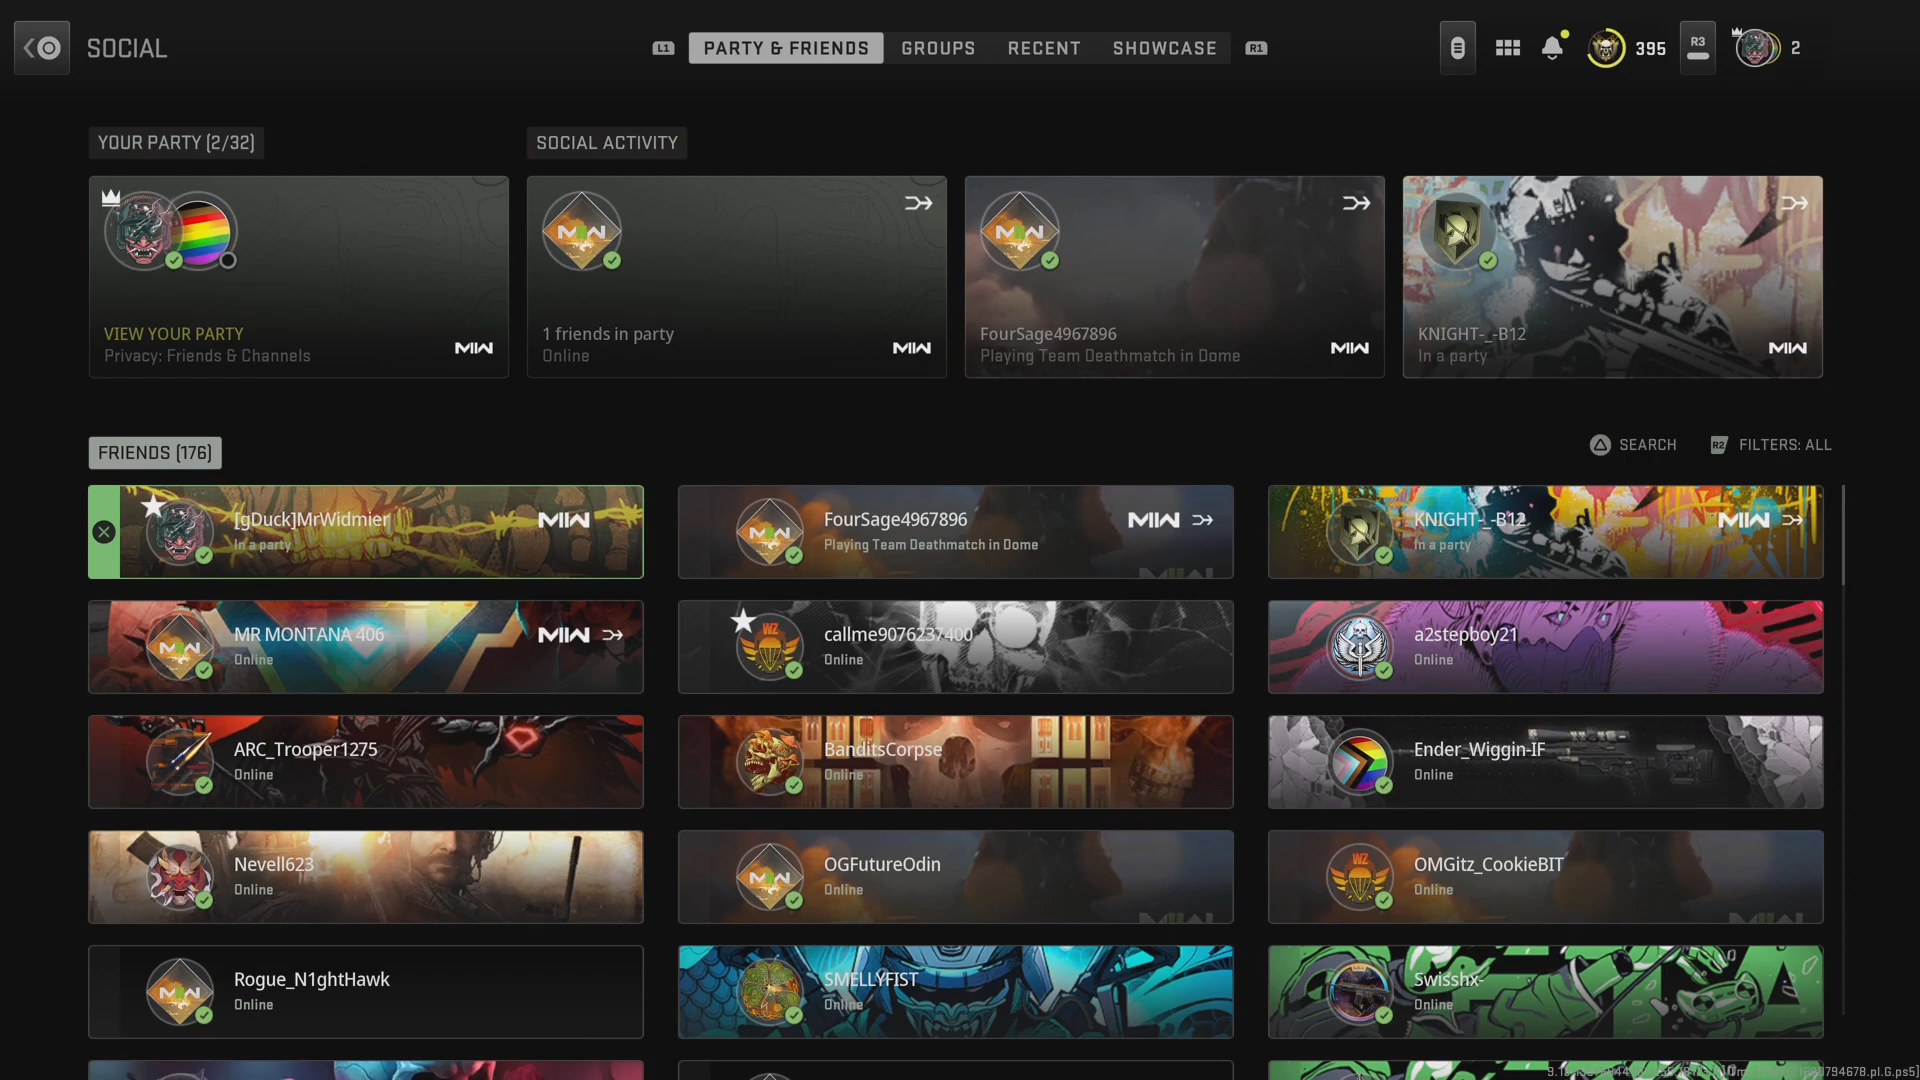 SOCIAL
L1
PARTY & FRIENDS
GROUPS
RECENT
SHOWCASE
R1
395
R3
2
YOUR PARTY (2/32)
SOCIAL ACTIVITY
VIEW YOUR PARTY
Privacy: Friends & Channels
MW
1 friends in party
Online
MW
FourSage4967896
Playing Team Deathmatch in Dome
MW
KNIGHT-_-B12
In a party
MW
FRIENDS (176)
SEARCH
R2
FILTERS: ALL
[gDuck]MrWidmier
In a party
MW
FourSage4967896
Playing Team Deathmatch in Dome
MW
KNIGHT-_-B12
In a party
MW
MR MONTANA 406
Online
MW
callme9076237400
Online
WZ
a2stepboy21
Online
ARC_Trooper1275
Online
BanditsCorpse
Online
Ender_Wiggin-IF
Online
Nevell623
Online
OGFutureOdin
Online
OMGitz_CookieBIT
Online
WZ
Rogue_N1ghtHawk
Online
SMELLYFIST
Online
Swisshx-
Online